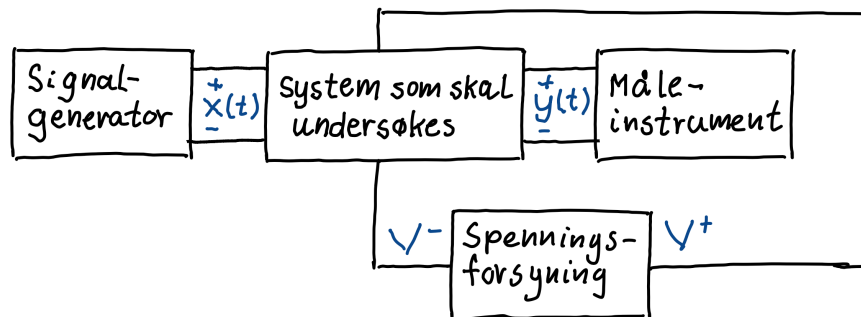 Signal-
generator
+
x(t)
-
System som skal
undersøkes
+
y(t)
-
Måle-
instrument
V-
Spennings-
forsyning
V+